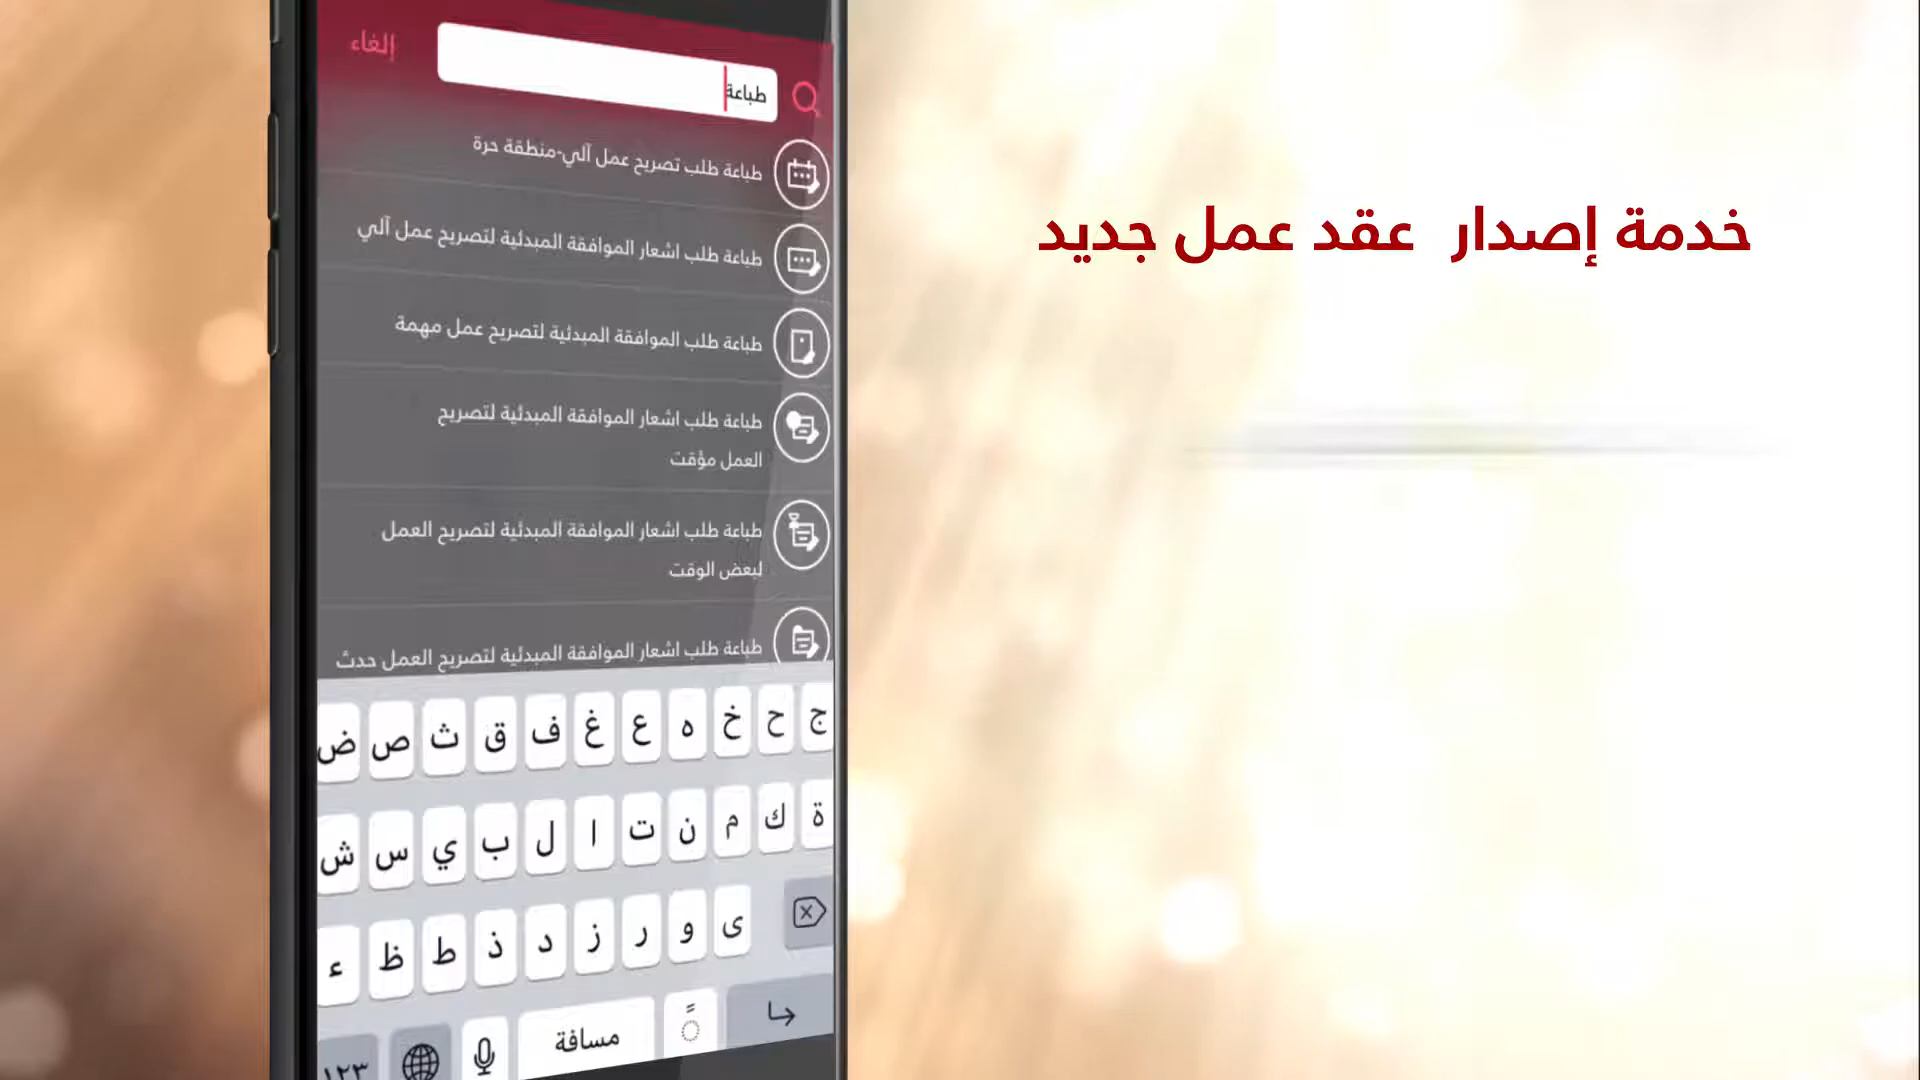 خدمة إصدار عقد عمل جديد
إلغاء
طباعة
طباعة طلب تصريح عمل آلي-منطقة حرة
طباعة طلب اشعار الموافقة المبدئية لتصريح عمل آلي
طباعة طلب الموافقة المبدئية لتصريح عمل مهمة
طباعة طلب اشعار الموافقة المبدئية لتصريح
العمل مؤقت
طباعة طلب اشعار الموافقة المبدئية لتصريح العمل
لبعض الوقت
طباعة طلب اشعار الموافقة المبدئية لتصريح العمل حدث
ض ص ث ق ف غ ع ه خ ح ج
ش س ي ب ل ا ت ن م ك ة
ء ظ ط ذ د ز ر و ى
١٢٣ مسافة